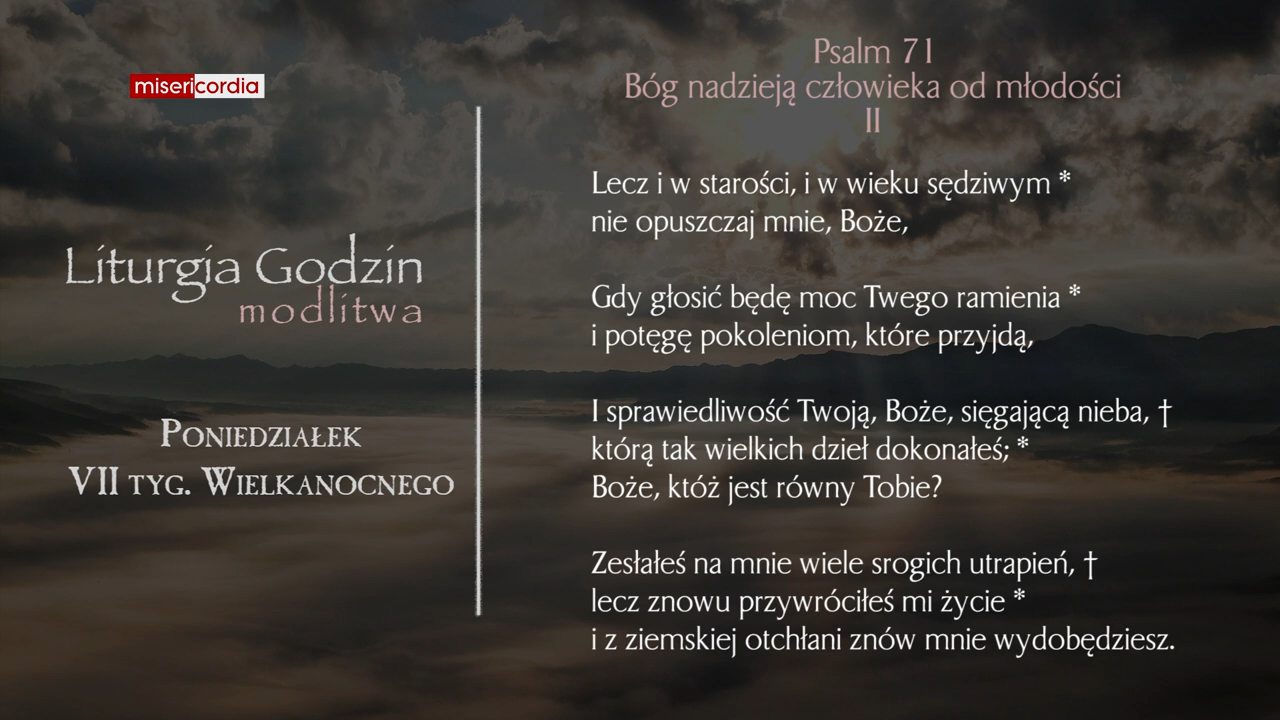 misericordia
Liturgia Godzin
modlitwa
Poniedziałek
VII tyg. Wielkanocnego
Psalm 71
Bóg nadzieją człowieka od młodości
II
Lecz i w starości, i w wieku sędziwym *
nie opuszczaj mnie, Boże,
Gdy głosić będę moc Twego ramienia *
i potęgę pokoleniom, które przyjdą,
I sprawiedliwość Twoją, Boże, sięgającą nieba, †
którą tak wielkich dzieł dokonałeś; *
Boże, któż jest równy Tobie?
Zesłałeś na mnie wiele srogich utrapień, †
lecz znowu przywróciłeś mi życie *
i z ziemskiej otchłani znów mnie wydobędziesz.